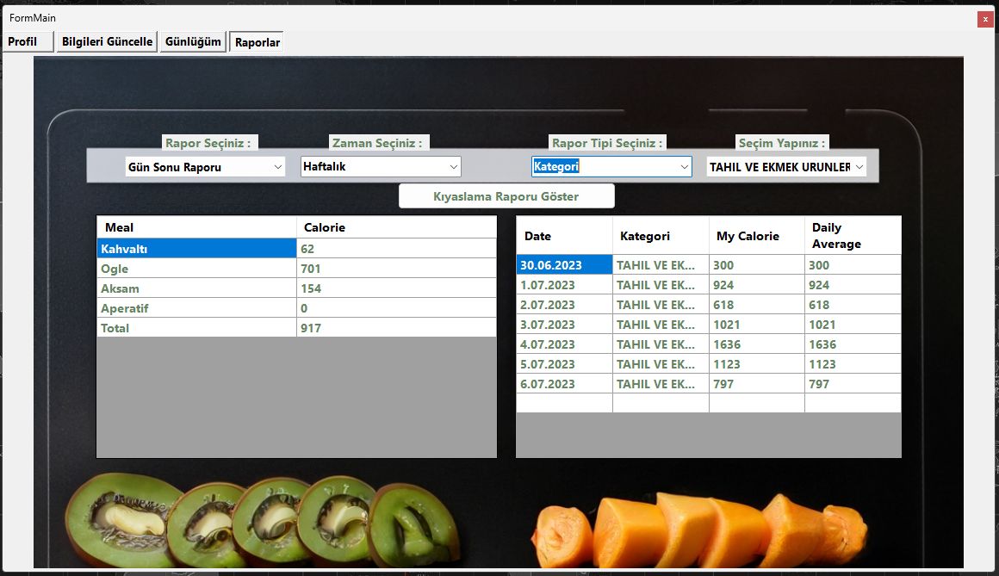 FormMain
x
Profil Bilgileri Güncelle Günlüğüm Raporlar
Rapor Seçiniz : Zaman Seçiniz : Rapor Tipi Seçiniz : Seçim Yapınız :
Gün Sonu Raporu Haftalık Kategori TAHIL VE EKMEK URUNLER
Kıyaslama Raporu Göster
Meal Calorie
Kahvaltı 62
Ogle 701
Aksam 154
Aperatif 0
Total 917
Date Kategori My Calorie Daily Average
30.06.2023 TAHIL VE EK... 300 300
1.07.2023 TAHIL VE EK... 924 924
2.07.2023 TAHIL VE EK... 618 618
3.07.2023 TAHIL VE EK... 1021 1021
4.07.2023 TAHIL VE EK... 1636 1636
5.07.2023 TAHIL VE EK... 1123 1123
6.07.2023 TAHIL VE EK... 797 797